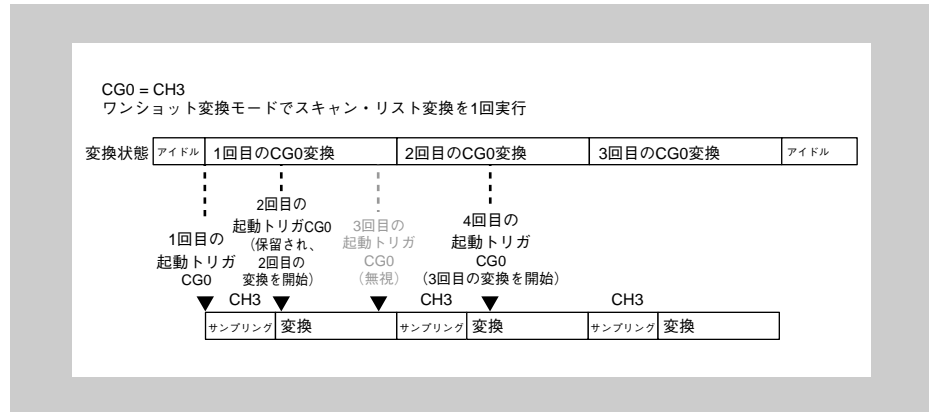 CG0 = CH3
ワンショット変換モードでスキャン・リスト変換を1回実行
変換状態 アイドル 1回目のCG0変換 2回目のCG0変換 3回目のCG0変換 アイドル
1回目の
起動トリガ
CG0
2回目の
起動トリガCG0
（保留され、
2回目の
変換を開始）
3回目の
起動トリガ
CG0
（無視）
4回目の
起動トリガ
CG0
（3回目の変換を開始）
CH3 CH3 CH3
サンプリング 変換 サンプリング 変換 サンプリング 変換